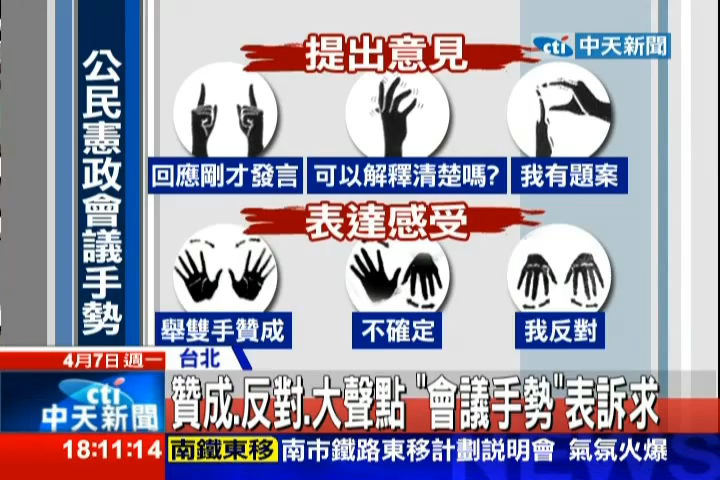 公民憲政會議手勢
提出意見
cti 中天新聞
回應剛才發言
可以解釋清楚嗎?
我有題案
表達感受
舉雙手贊成
不確定
我反對
4月7日 週一
台北
cti
中天新聞
贊成.反對.大聲點 "會議手勢"表訴求
18:11:14
南鐵東移 南市鐵路東移計劃說明會 氣氛火爆
NEWS